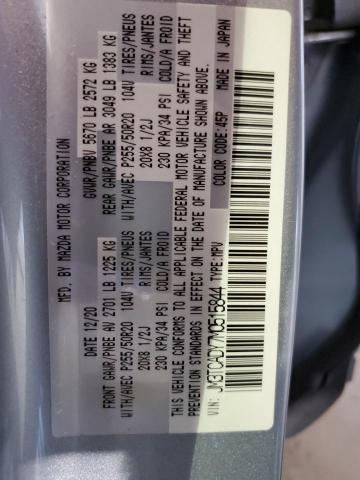 MFD. BY MAZDA MOTOR CORPORATION
12/20
GVWR/PNBV 5670 LB 2572 KG
FRONT GAWR/PNBE AV 2701 LB 1225 KG
REAR GAWR/PNBE AR 3049 LB 1383 KG
WITH/AVEC P255/50R20 104V TIRES/PNEUS
WITH/AVEC P255/50R20 104V TIRES/PNEUS
20X8 1/2J RIMS/JANTES
20X8 1/2J RIMS/JANTES
230 KPA/34 PSI COLD/A FROID
230 KPA/34 PSI COLD/A FROID
THIS VEHICLE CONFORMS TO ALL APPLICABLE FEDERAL MOTOR VEHICLE SAFETY AND THEFT
PREVENTION STANDARDS IN EFFECT ON THE DATE OF MANUFACTURE SHOWN ABOVE.
VIN: JM3TCADY7M0515844 TYPE: MPV
COLOR CODE:45P MADE IN JAPAN